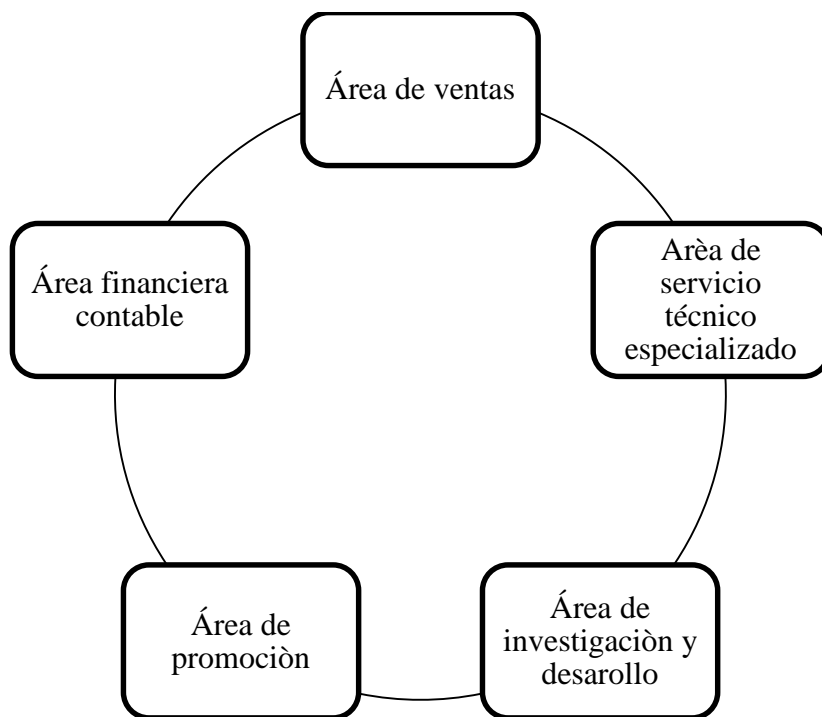 Área de ventas
Área financiera
contable
Arèa de
servicio
técnico
especializado
Área de
promociòn
Área de
investigaciòn y
desarollo